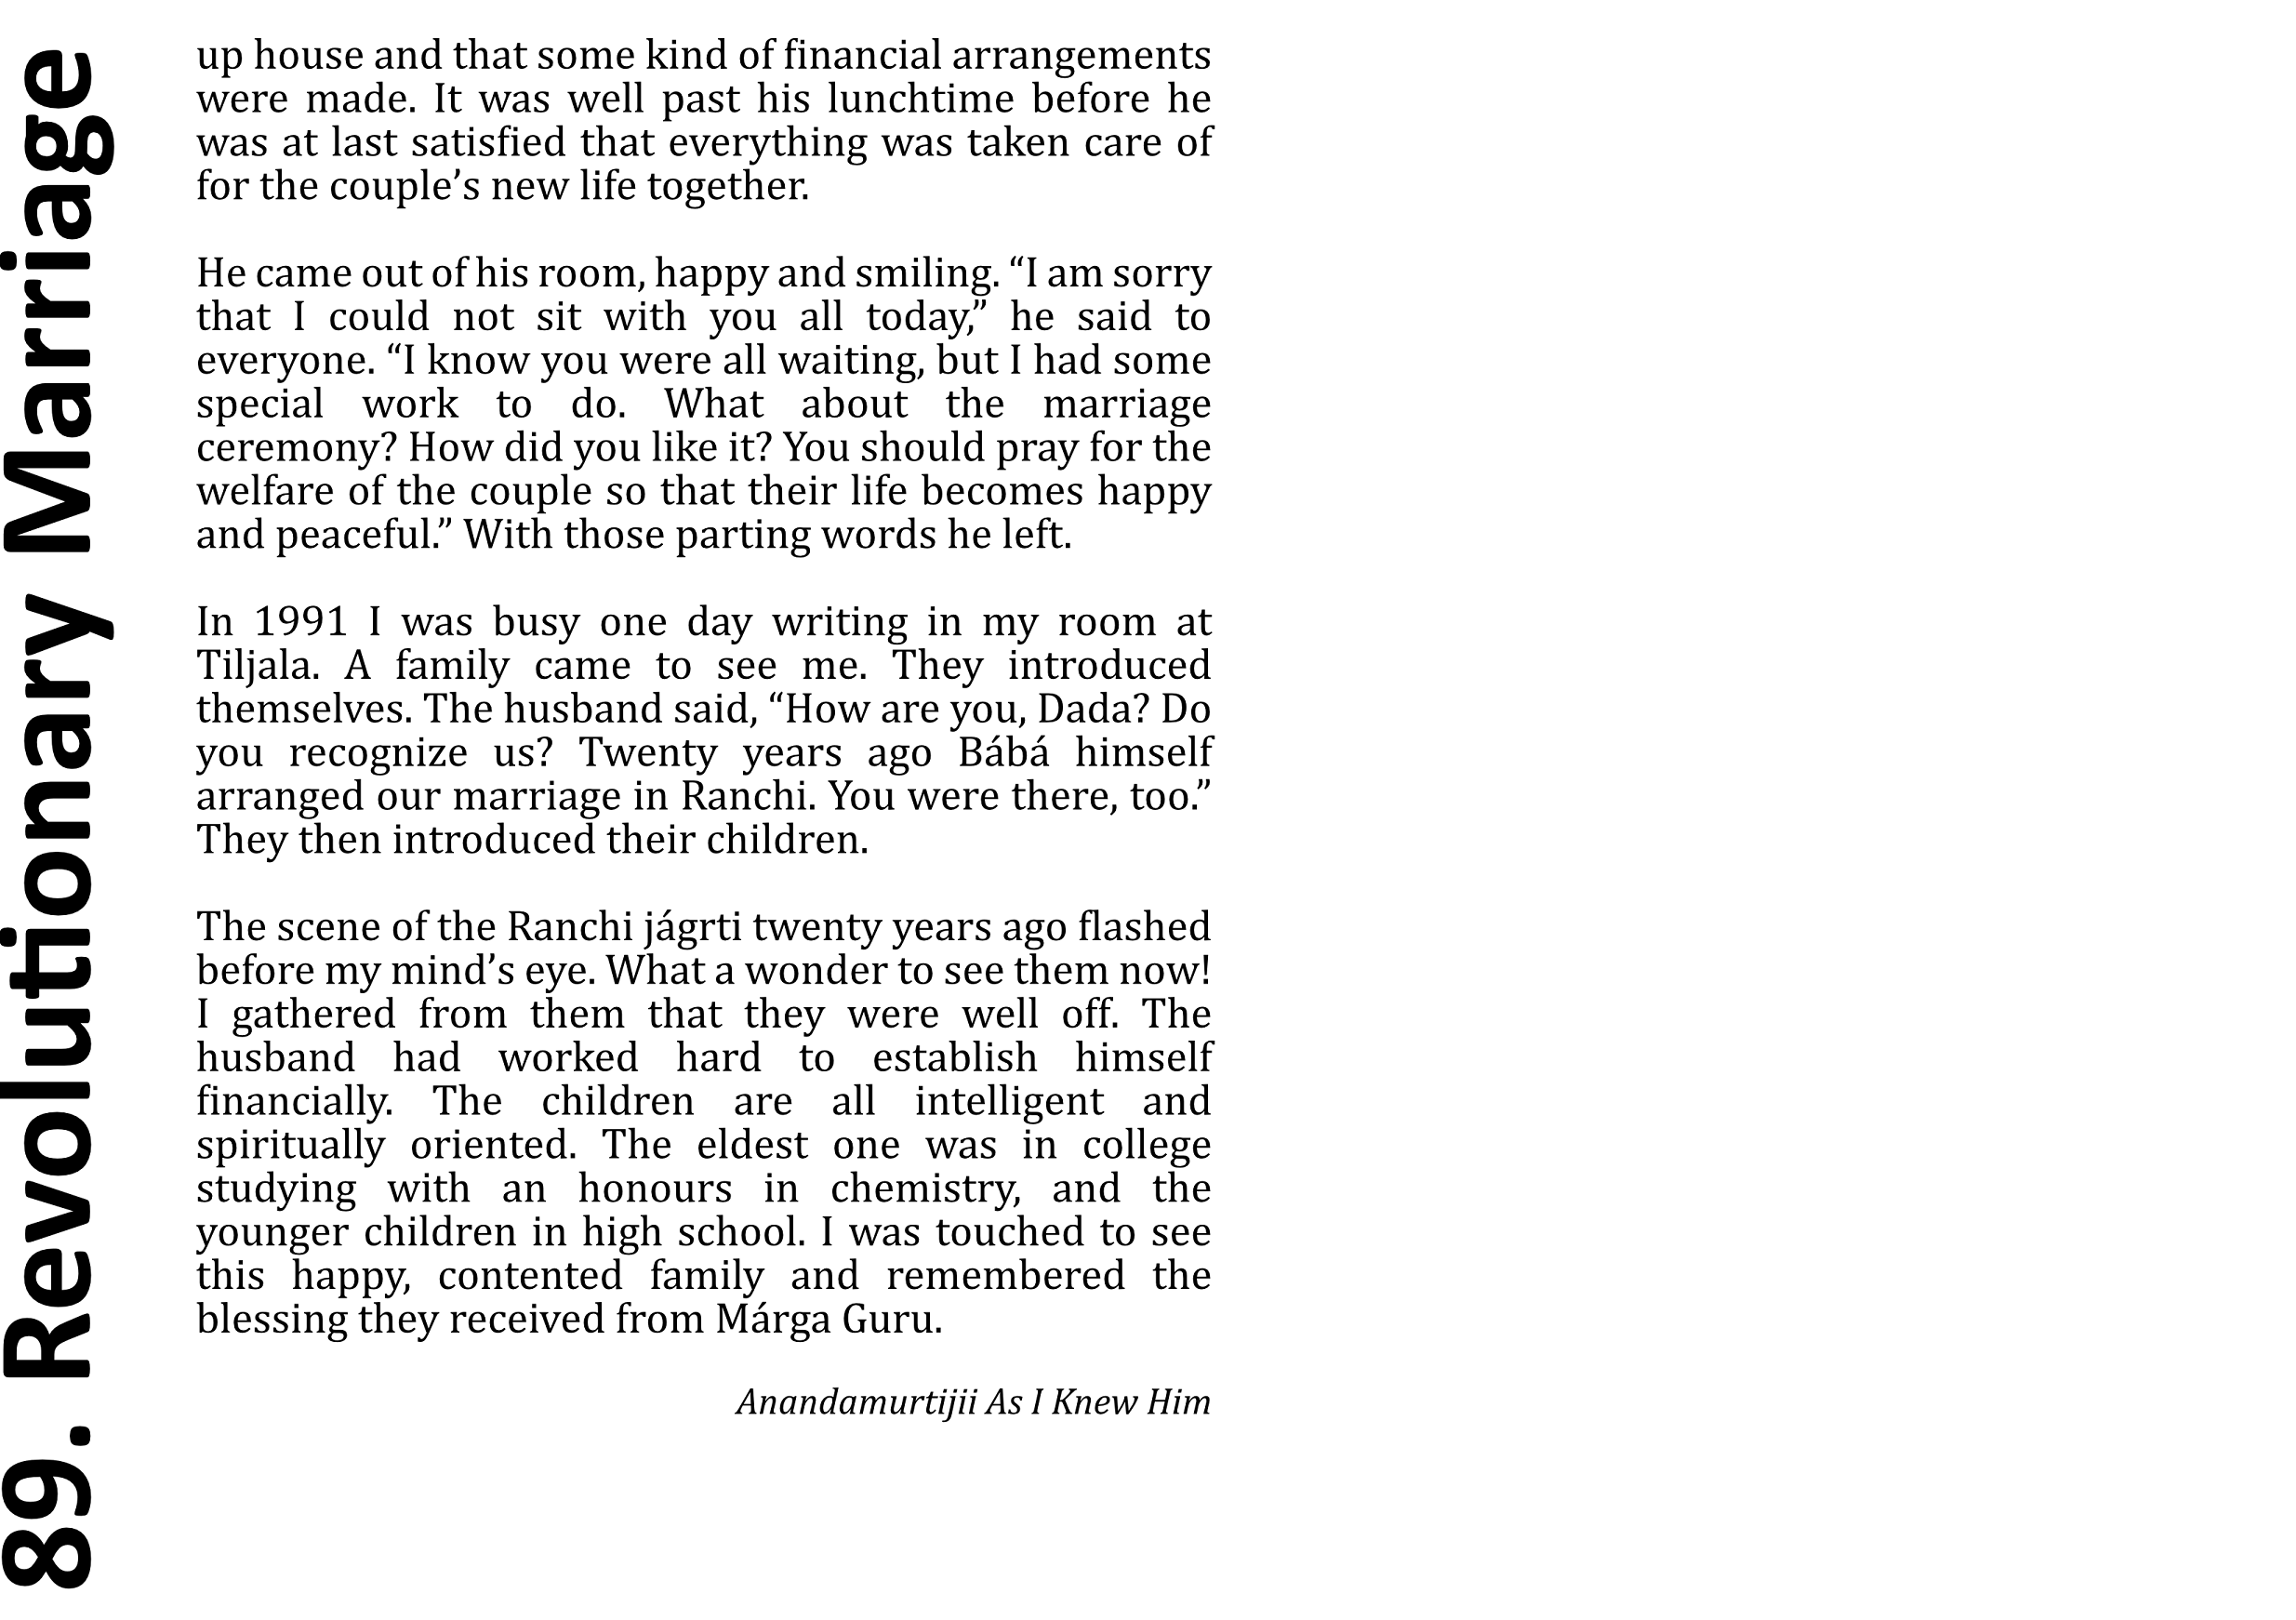 89. Revolutionary Marriage
up house and that some kind of financial arrangements
were made. It was well past his lunchtime before he
was at last satisfied that everything was taken care of
for the couple’s new life together.
He came out of his room, happy and smiling. “I am sorry
that I could not sit with you all today,” he said to
everyone. “I know you were all waiting, but I had some
special work to do. What about the marriage
ceremony? How did you like it? You should pray for the
welfare of the couple so that their life becomes happy
and peaceful.” With those parting words he left.
In 1991 I was busy one day writing in my room at
Tiljala. A family came to see me. They introduced
themselves. The husband said, “How are you, Dada? Do
you recognize us? Twenty years ago Bábá himself
arranged our marriage in Ranchi. You were there, too.”
They then introduced their children.
The scene of the Ranchi jágrti twenty years ago flashed
before my mind’s eye. What a wonder to see them now!
I gathered from them that they were well off. The
husband had worked hard to establish himself
financially. The children are all intelligent and
spiritually oriented. The eldest one was in college
studying with an honours in chemistry, and the
younger children in high school. I was touched to see
this happy, contented family and remembered the
blessing they received from Márga Guru.
Anandamurtijii As I Knew Him